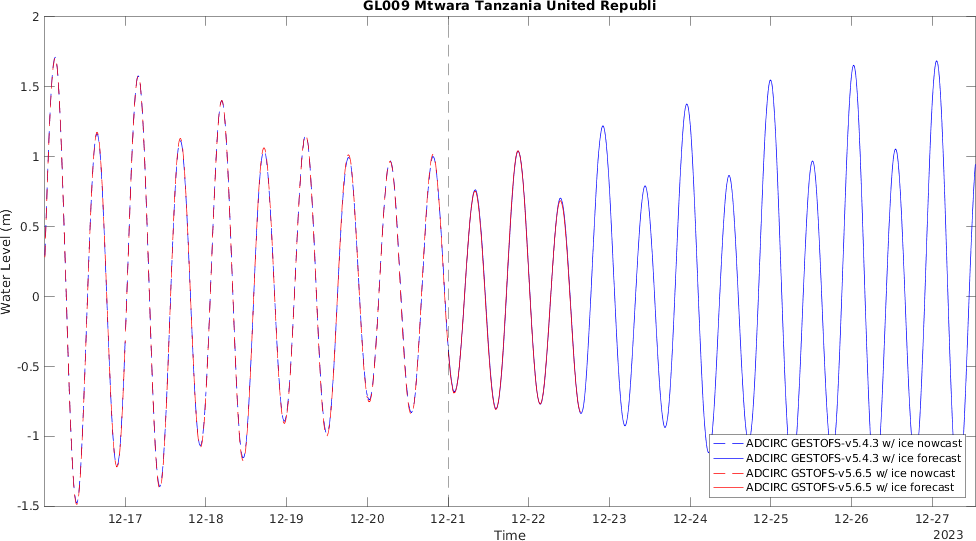 GL009 Mtwara Tanzania United Republi
2
1.5
1
0.5
0
-0.5
-1
-1.5
Water Level (m)
12-17 12-18 12-19 12-20 12-21 12-22 12-23 12-24 12-25 12-26 12-27
Time
2023
ADCIRC GESTOFS-v5.4.3 w/ ice nowcast
ADCIRC GESTOFS-v5.4.3 w/ ice forecast
ADCIRC GSTOFS-v5.6.5 w/ ice nowcast
ADCIRC GSTOFS-v5.6.5 w/ ice forecast